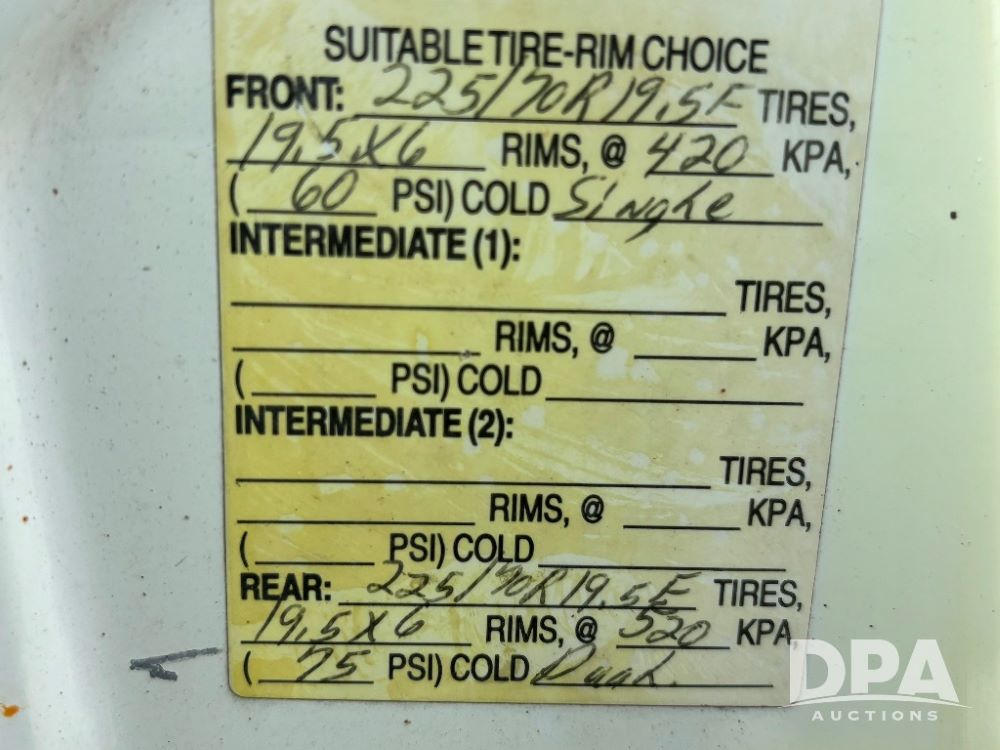 SUITABLE TIRE-RIM CHOICE
FRONT: 225/70R19.5F TIRES,
19.5X6 RIMS, @ 420 KPA,
( 60 PSI) COLD Single
INTERMEDIATE (1):
TIRES,
RIMS, @ KPA,
( PSI) COLD
INTERMEDIATE (2):
TIRES,
RIMS, @ KPA,
( PSI) COLD
REAR: 225/70R19.5F TIRES,
19.5X6 RIMS, @ 520 KPA,
( 75 PSI) COLD Dual.
DPA
AUCTIONS